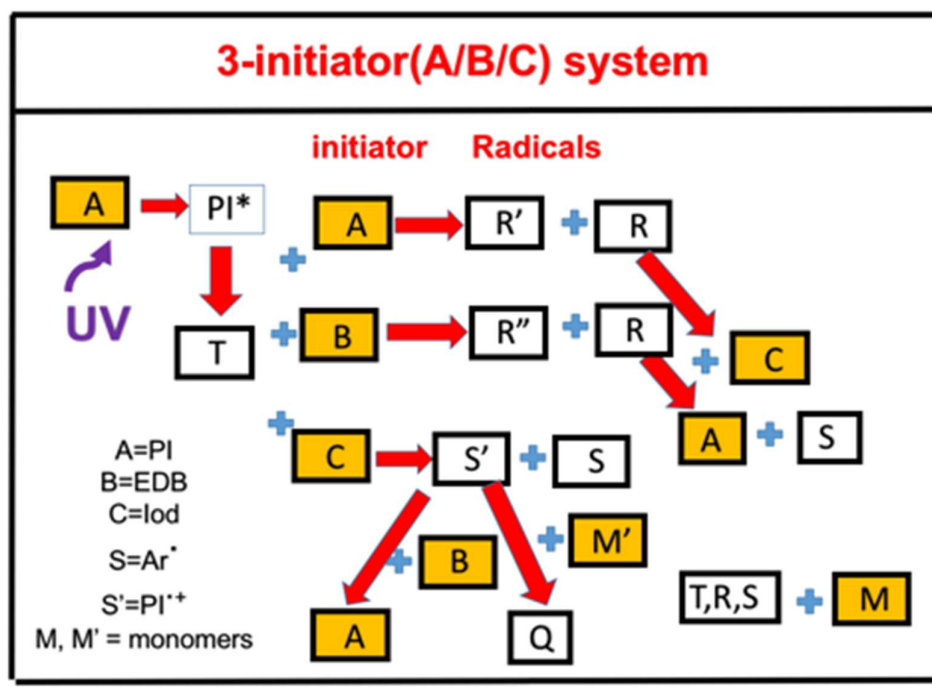 3-initiator(A/B/C) system
initiator Radicals
A PI* A R’ + R
UV
T + B R” + R
+ C
+ C S’ + S A + S
A=PI
B=EDB
C=Iod
S=Ar˙
S’=PI˙⁺
M, M’ = monomers
+ B + M’
A Q
T,R,S + M